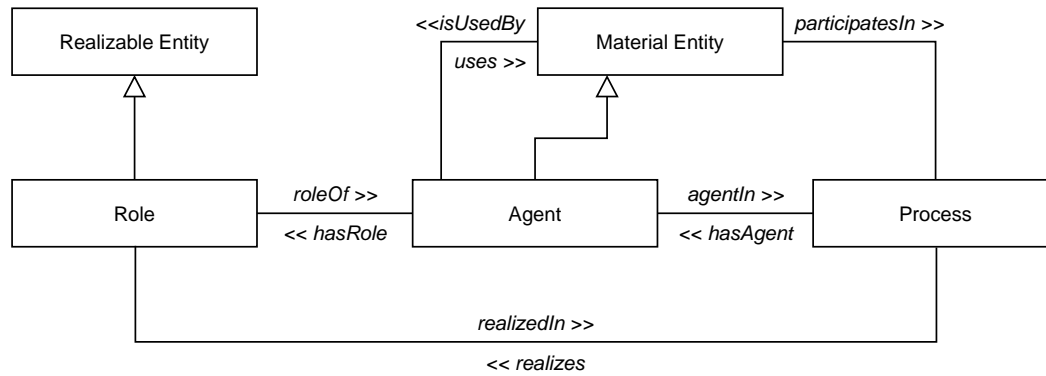 <<isUsedBy
participatesIn >>
Realizable Entity
Material Entity
uses >>
roleOf >>
agentIn >>
Role
Agent
Process
<< hasRole
<< hasAgent
realizedIn >>
<< realizes